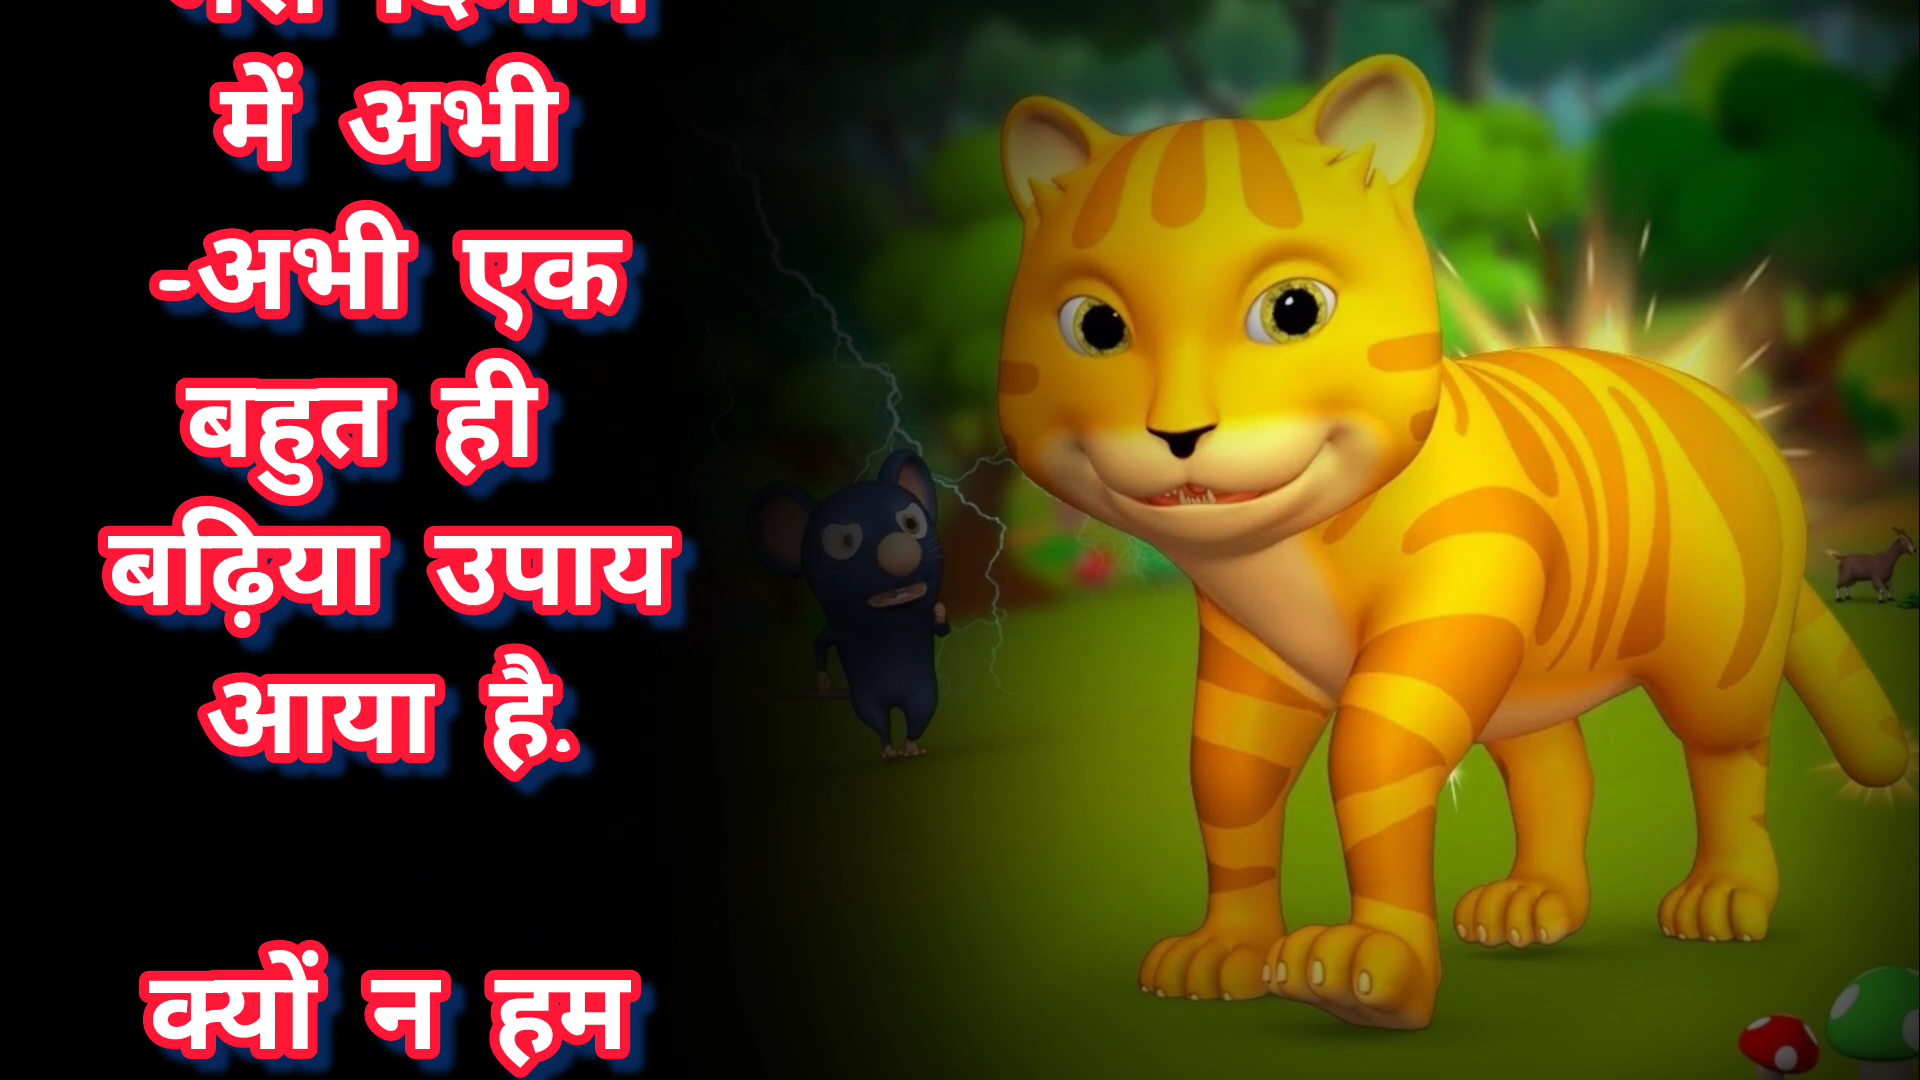 में अभी
-अभी एक
बहुत ही
बढ़िया उपाय
आया है.
क्यों न हम